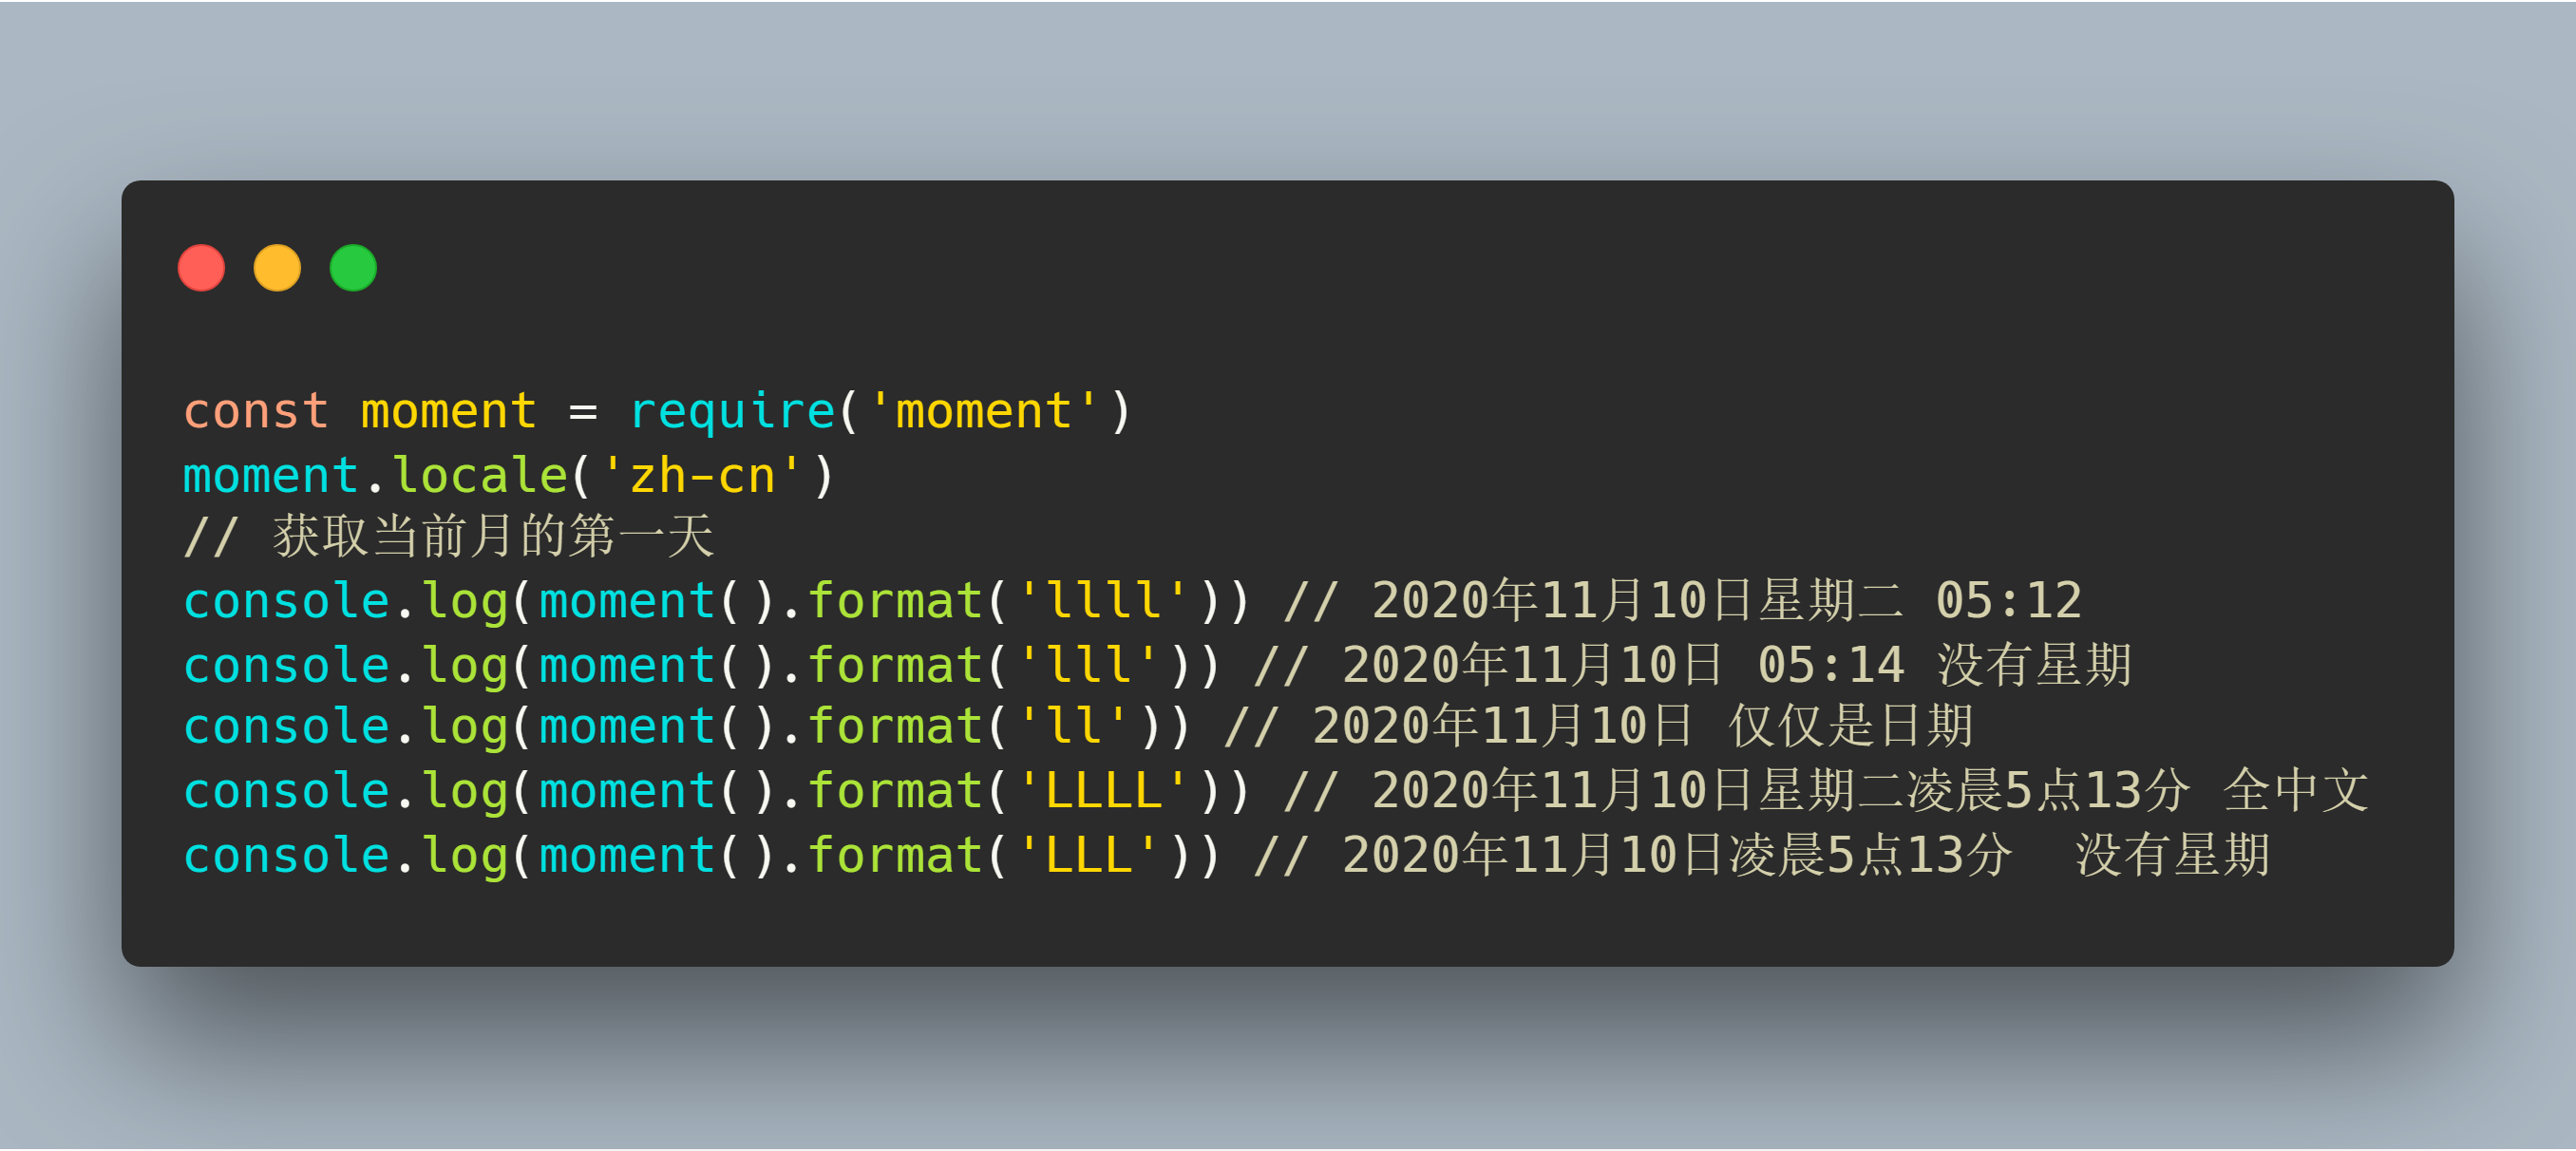 const moment = require('moment')
moment.locale('zh-cn')
// 获取当前月的第一天
console.log(moment().format('llll')) // 2020年11月10日星期二 05:12
console.log(moment().format('lll')) // 2020年11月10日 05:14 没有星期
console.log(moment().format('ll')) // 2020年11月10日 仅仅是日期
console.log(moment().format('LLLL')) // 2020年11月10日星期二凌晨5点13分 全中文
console.log(moment().format('LLL')) // 2020年11月10日凌晨5点13分  没有星期